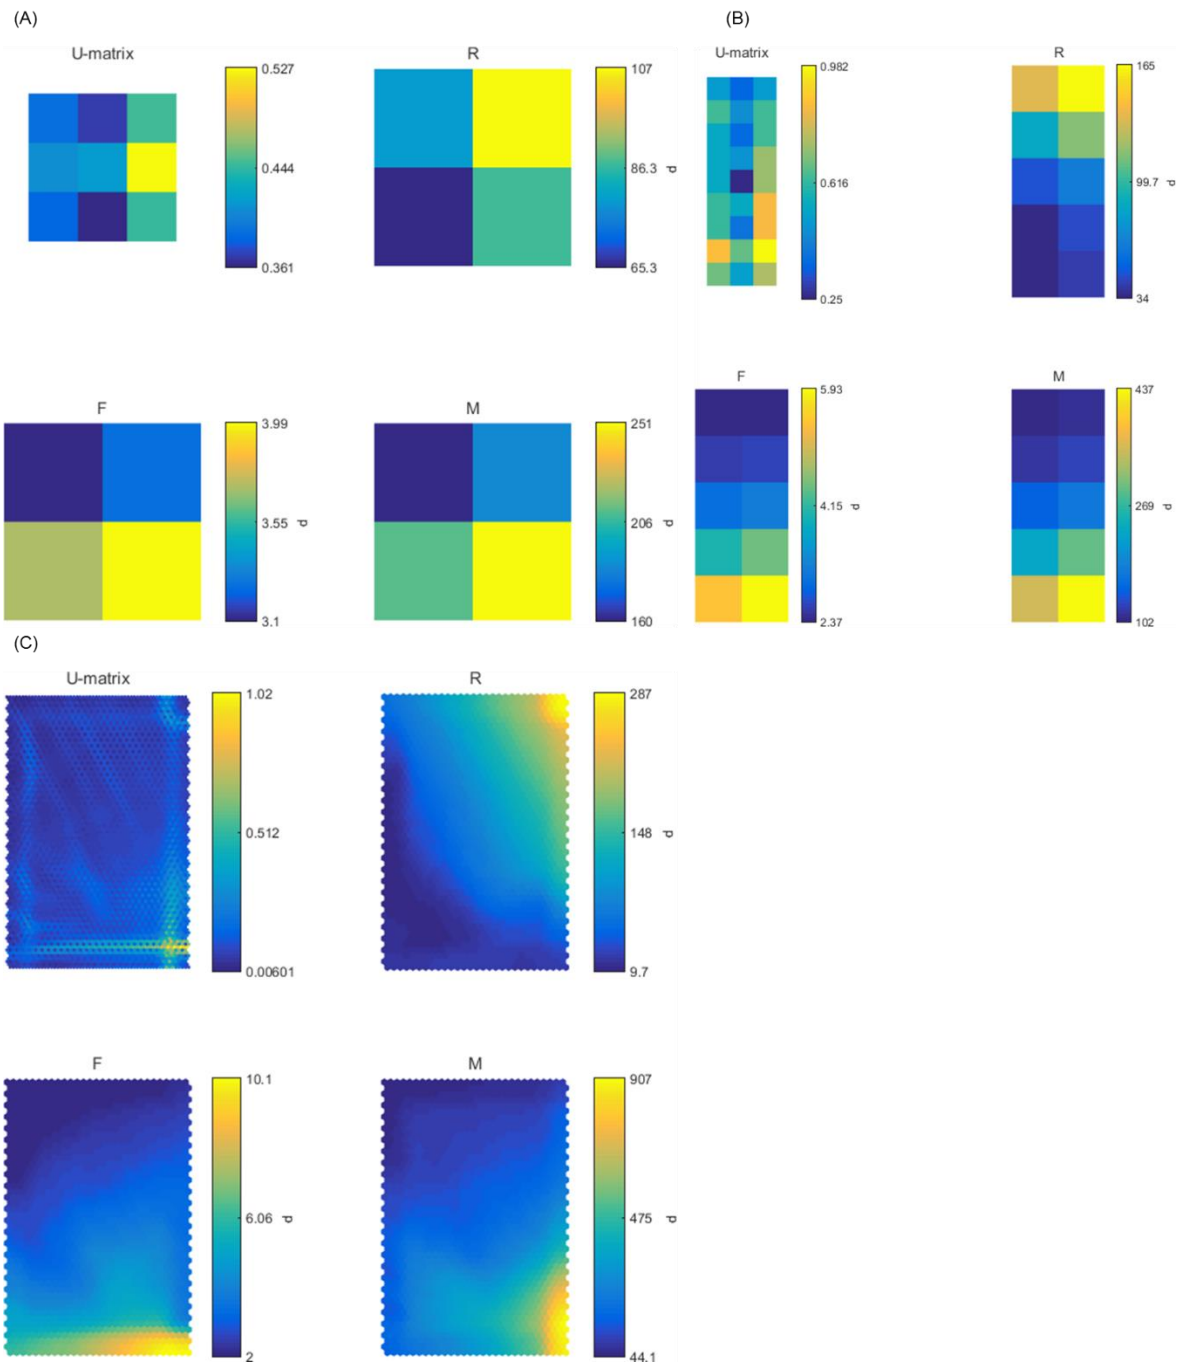 (A)
U-matrix
0.527
0.444
0.361
R
107
86.3
d
65.3
F
3.99
3.55
d
3.1
M
251
206
d
160
(B)
U-matrix
0.982
0.616
0.25
R
165
99.7
d
34
F
5.93
4.15
d
2.37
M
437
269
d
102
(C)
U-matrix
1.02
0.512
0.00601
R
287
148
d
9.7
F
10.1
6.06
d
2
M
907
475
d
44.1